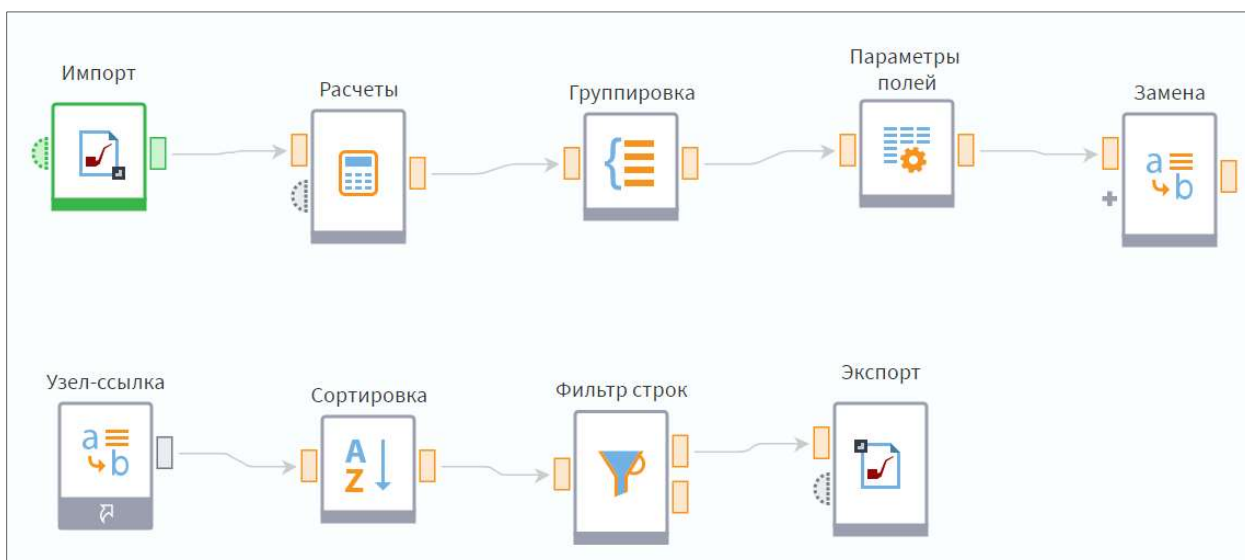 Импорт
Расчеты
Группировка
Параметры
полей
Замена
a
b
Узел-ссылка
Сортировка
Фильтр строк
Экспорт
a
b
A
Z